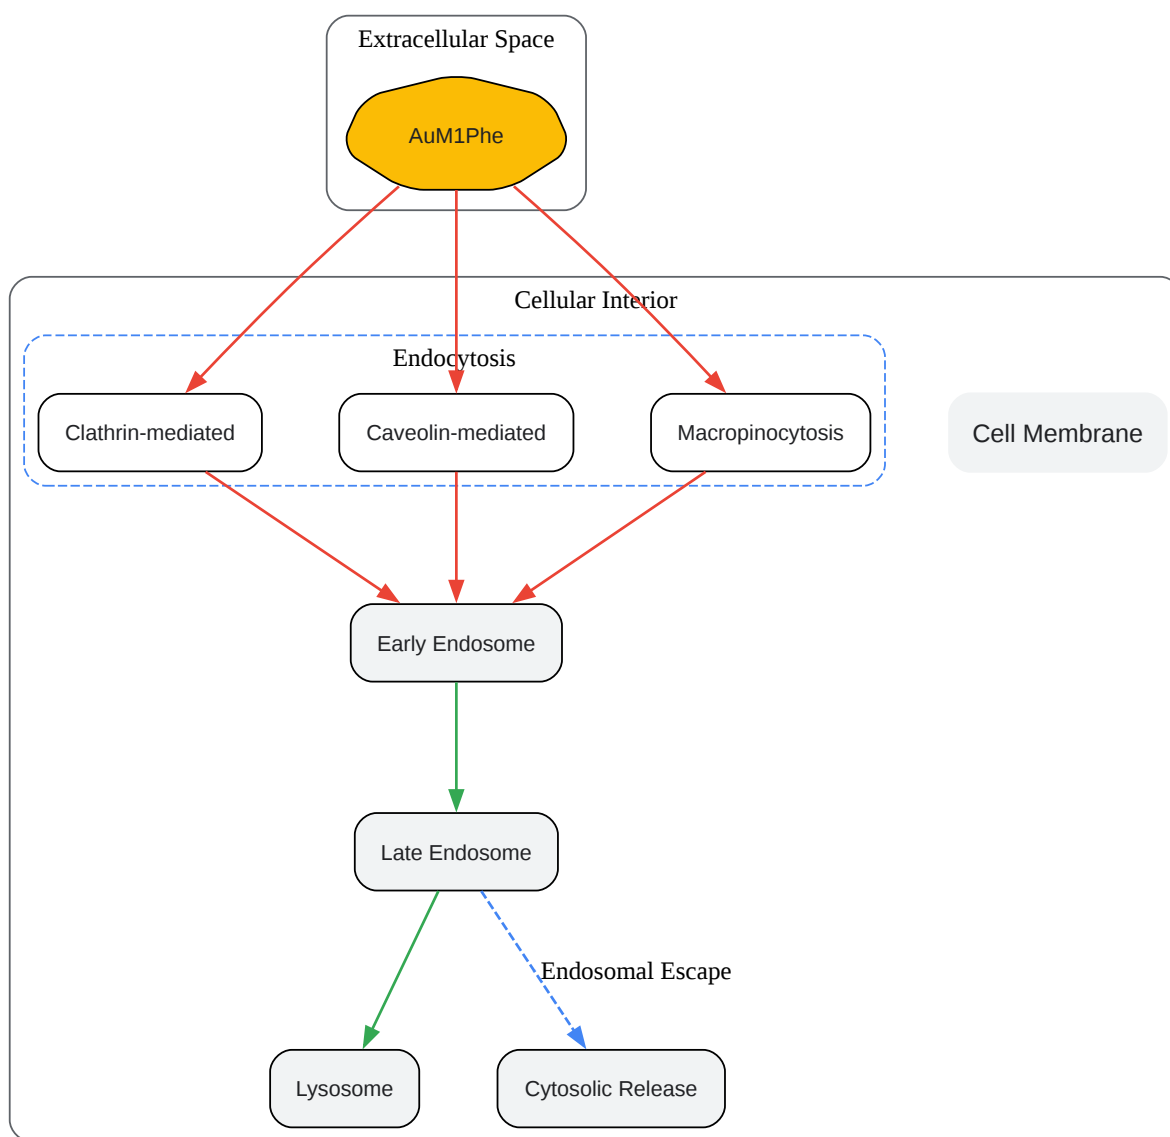 Extracellular Space
AuM1Phe
Cellular Interior
Endocytosis
Clathrin-mediated
Caveolin-mediated
Macropinocytosis
Cell Membrane
Early Endosome
Late Endosome
Endosomal Escape
Lysosome
Cytosolic Release